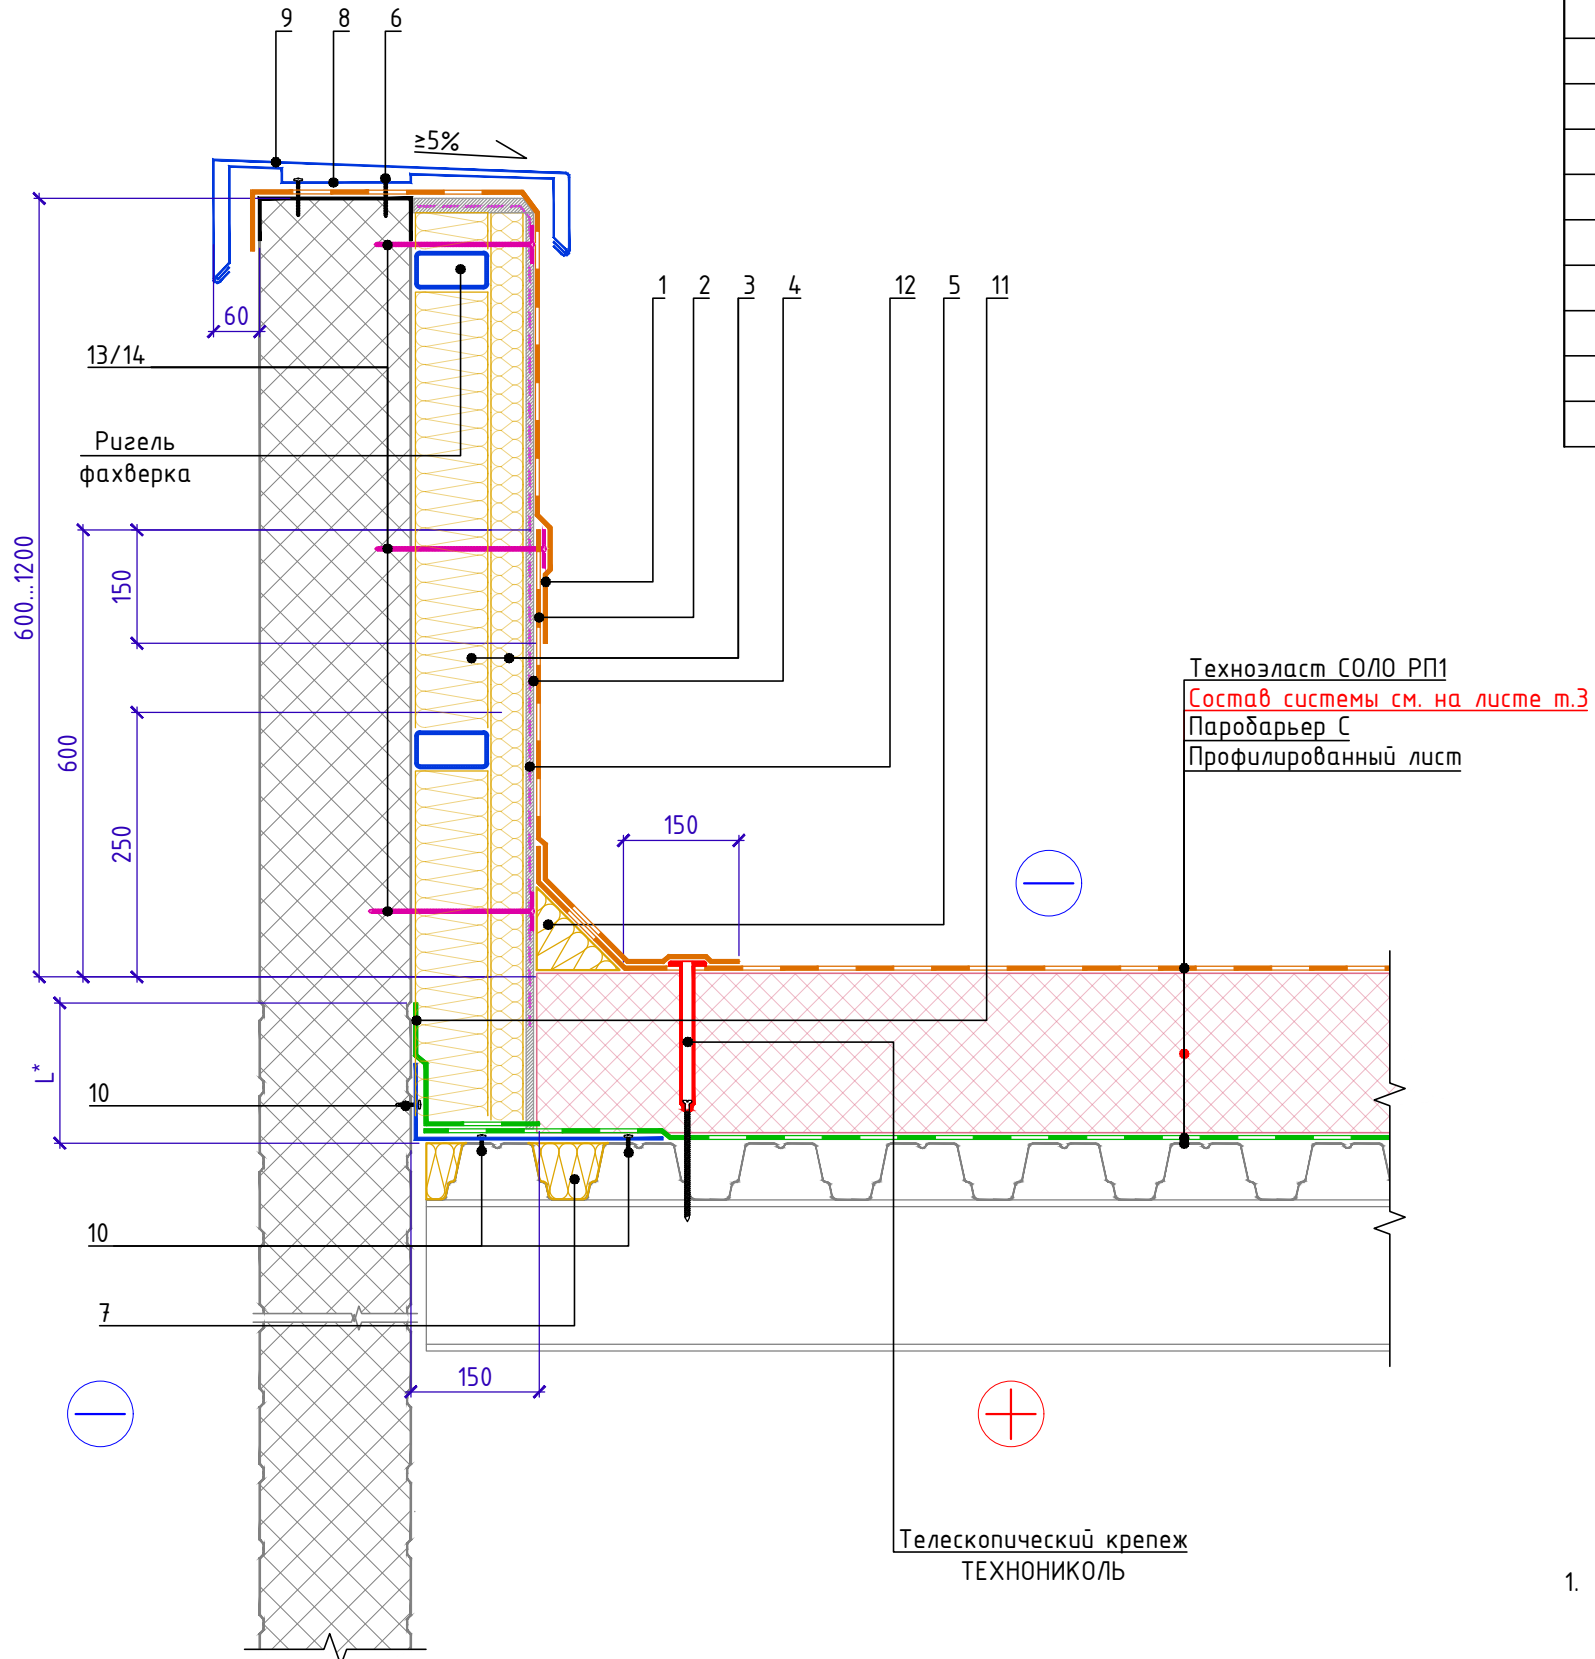 9 8 6
≥5%
60
1 2 3 4 12 5 11
13/14
Ригель
фахверка
600...1200
150
600
250
150
Техноэласт СОЛО РП1
Состав системы см. на листе т.3
Паробарьер С
Профилированный лист
L*
10
10
7
150
Телескопический крепеж
ТЕХНОНИКОЛЬ
1.